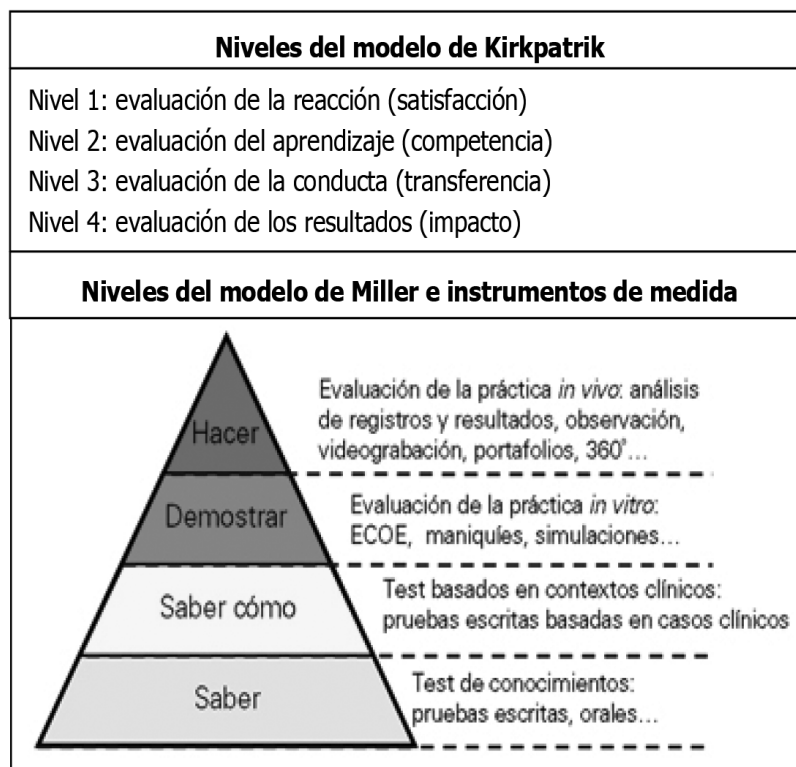 Niveles del modelo de Kirkpatrik
Nivel 1: evaluación de la reacción (satisfacción)
Nivel 2: evaluación del aprendizaje (competencia)
Nivel 3: evaluación de la conducta (transferencia)
Nivel 4: evaluación de los resultados (impacto)
Niveles del modelo de Miller e instrumentos de medida
Hacer
Evaluación de la práctica in vivo: análisis
de registros y resultados, observación,
videograbación, portafolios, 360°...
Demostrar
Evaluación de la práctica in vitro:
ECOE, maniquíes, simulaciones...
Saber cómo
Test basados en contextos clínicos:
pruebas escritas basadas en casos clínicos
Saber
Test de conocimientos:
pruebas escritas, orales...